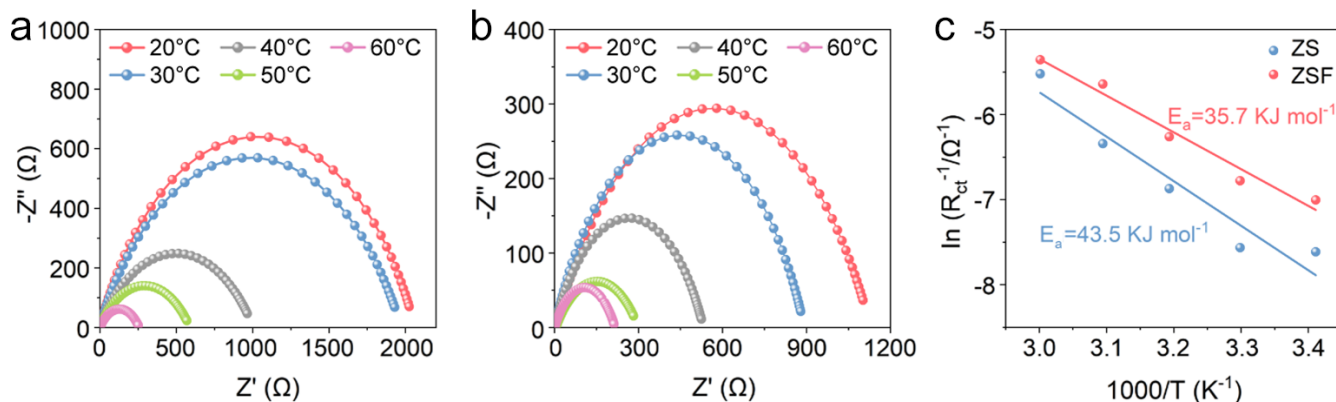 a
1000
800
600
400
200
0
-Z'' (Ω)
20°C 40°C 60°C
30°C 50°C
0 500 1000 1500 2000
Z' (Ω)
b
400
300
200
100
0
-Z'' (Ω)
20°C 40°C 60°C
30°C 50°C
0 300 600 900 1200
Z' (Ω)
c
-5
-6
-7
-8
ln (R_ct^-1/Ω^-1)
ZS
ZSF
E_a=35.7 KJ mol^-1
E_a=43.5 KJ mol^-1
3.0 3.1 3.2 3.3 3.4
1000/T (K^-1)